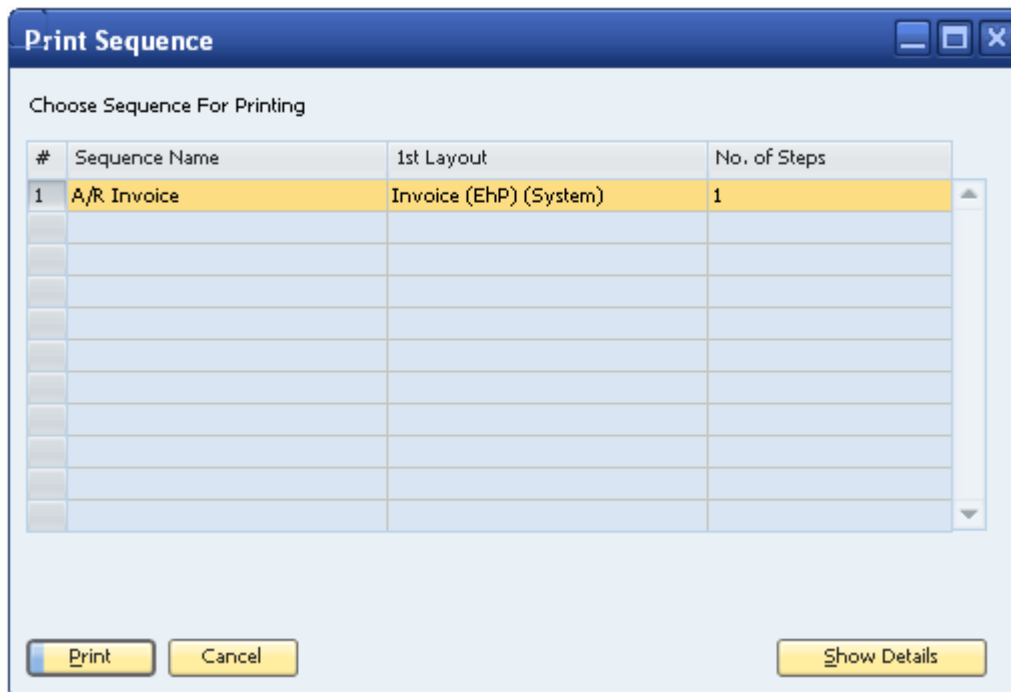 Print Sequence
Choose Sequence For Printing
# Sequence Name 1st Layout No. of Steps
1 A/R Invoice Invoice (EhP) (System) 1
Print Cancel Show Details